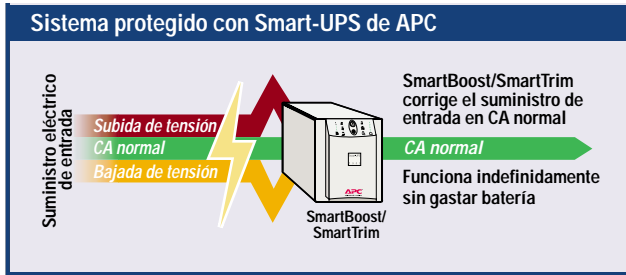 Sistema protegido con Smart-UPS de APC
Suministro eléctrico
de entrada
Subida de tensión
CA normal
Bajada de tensión
APC
SmartBoost/
SmartTrim
SmartBoost/SmartTrim
corrige el suministro de
entrada en CA normal
CA normal
Funciona indefinidamente
sin gastar batería